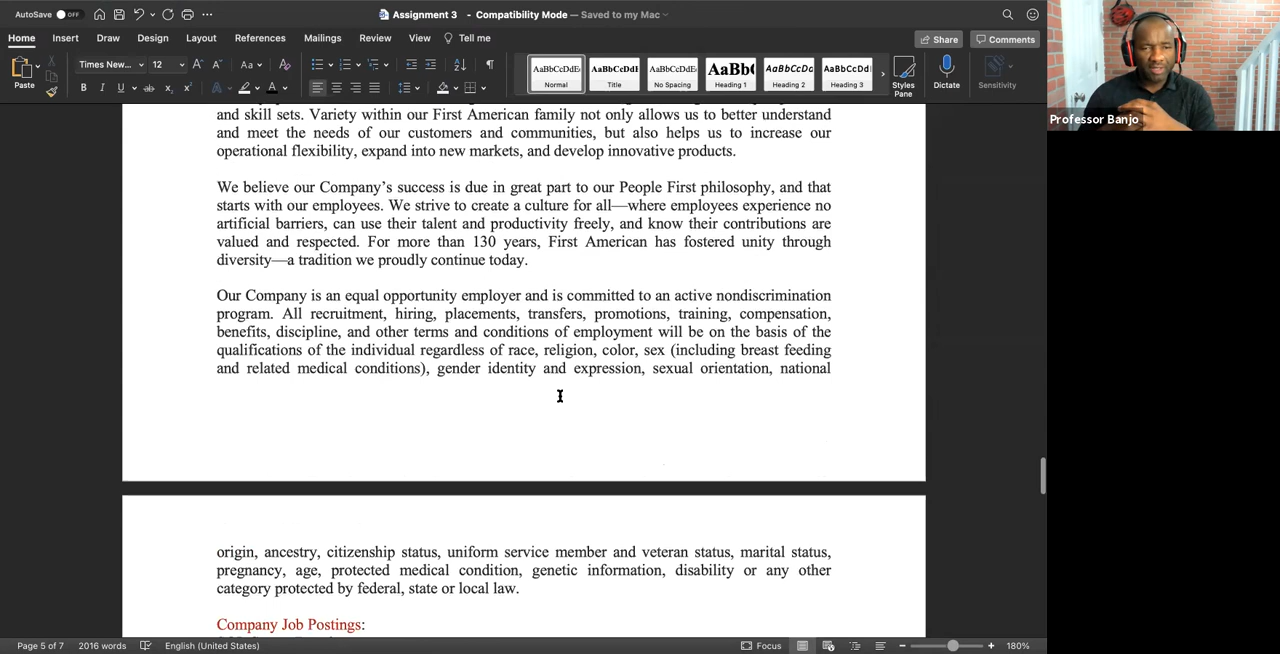 AutoSave OFF
Assignment 3 - Compatibility Mode — Saved to my Mac
Home Insert Draw Design Layout References Mailings Review View Tell me
Share Comments
Paste
Times New... 12
Aa
B I U ab x₂ x² A A
AaBbCcDdEe AaBbCcDdI AaBbCcDdEe AaBb( AaBbCcDc AaBbCcDdI
Normal Title No Spacing Heading 1 Heading 2 Heading 3
Styles Pane
Dictate
Sensitivity
Professor Banjo
and skill sets. Variety within our First American family not only allows us to better understand
and meet the needs of our customers and communities, but also helps us to increase our
operational flexibility, expand into new markets, and develop innovative products.
We believe our Company's success is due in great part to our People First philosophy, and that
starts with our employees. We strive to create a culture for all—where employees experience no
artificial barriers, can use their talent and productivity freely, and know their contributions are
valued and respected. For more than 130 years, First American has fostered unity through
diversity—a tradition we proudly continue today.
Our Company is an equal opportunity employer and is committed to an active nondiscrimination
program. All recruitment, hiring, placements, transfers, promotions, training, compensation,
benefits, discipline, and other terms and conditions of employment will be on the basis of the
qualifications of the individual regardless of race, religion, color, sex (including breast feeding
and related medical conditions), gender identity and expression, sexual orientation, national
origin, ancestry, citizenship status, uniform service member and veteran status, marital status,
pregnancy, age, protected medical condition, genetic information, disability or any other
category protected by federal, state or local law.
Company Job Postings:
Page 5 of 7 2016 words English (United States) Focus 180%